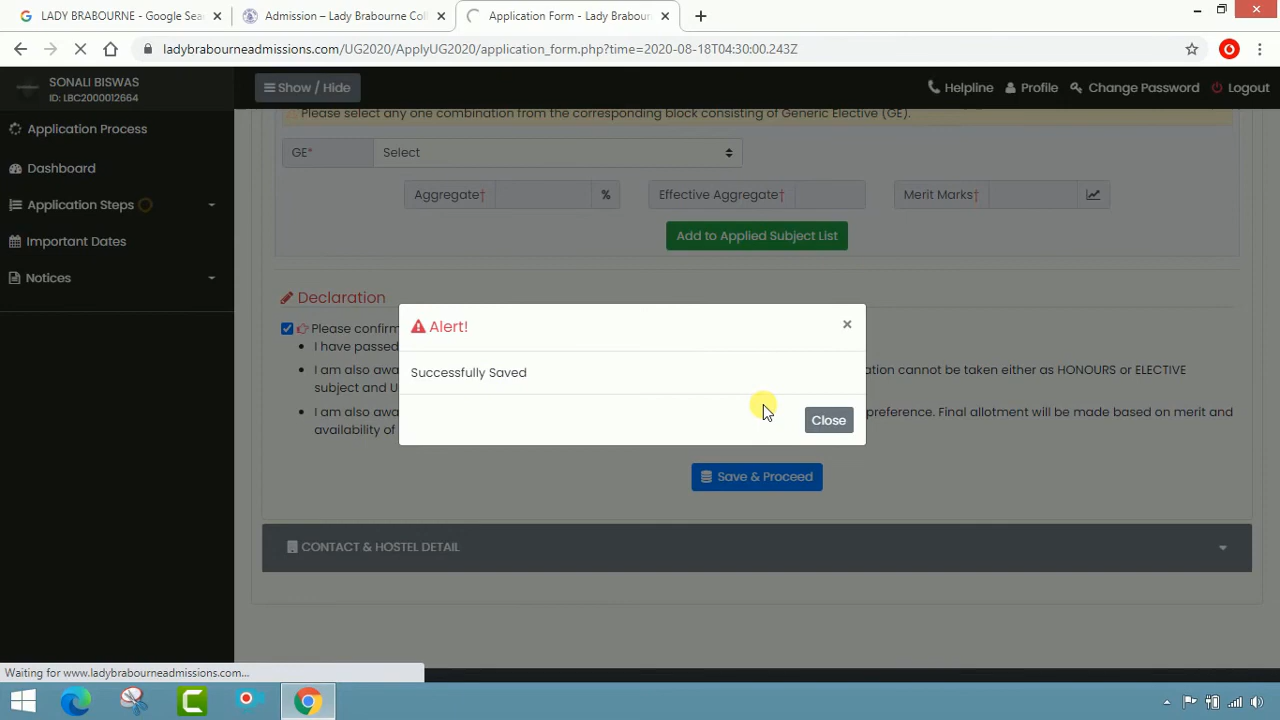 LADY BRABOURNE - Google Sea
Admission – Lady Brabourne Coll
Application Form - Lady Brabourn
ladybrabourneadmissions.com/UG2020/ApplyUG2020/application_form.php?time=2020-08-18T04:30:00.243Z
SONALI BISWAS
ID: LBC2000012664
Show / Hide
Helpline
Profile
Change Password
Logout
Application Process
Dashboard
Application Steps
Important Dates
Notices
Please select any one combination from the corresponding block consisting of Generic Elective (GE).
GE*
Select
Aggregate†
%
Effective Aggregate†
Merit Marks†
Add to Applied Subject List
Declaration
Please confirm
I have passed
I am also awa
ation cannot be taken either as HONOURS or ELECTIVE
subject and U
I am also awa
preference. Final allotment will be made based on merit and
availability of
Alert!
×
Successfully Saved
Close
Save & Proceed
CONTACT & HOSTEL DETAIL
Waiting for www.ladybrabourneadmissions.com...